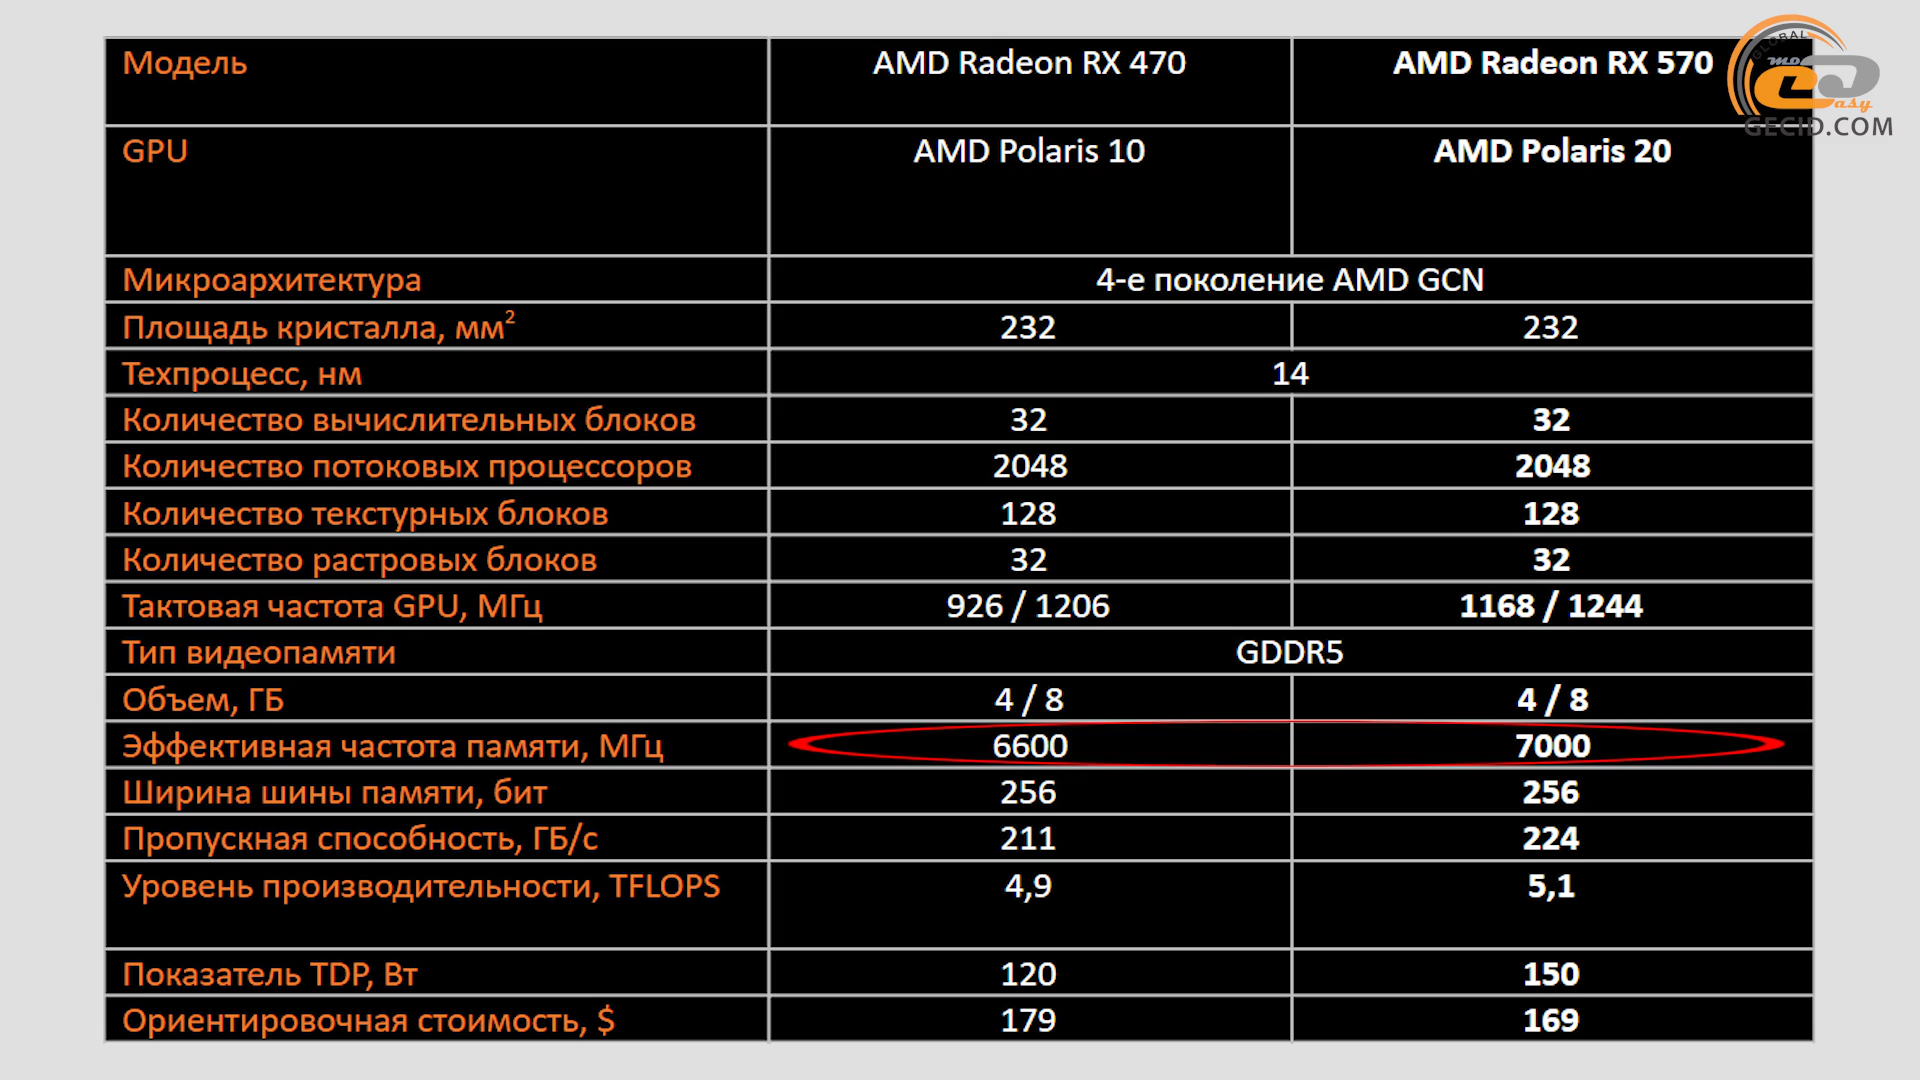 Модель AMD Radeon RX 470 AMD Radeon RX 570
GPU AMD Polaris 10 AMD Polaris 20
Микроархитектура 4-е поколение AMD GCN
Площадь кристалла, мм² 232 232
Техпроцесс, нм 14
Количество вычислительных блоков 32 32
Количество потоковых процессоров 2048 2048
Количество текстурных блоков 128 128
Количество растровых блоков 32 32
Тактовая частота GPU, МГц 926 / 1206 1168 / 1244
Тип видеопамяти GDDR5
Объем, ГБ 4 / 8 4 / 8
Эффективная частота памяти, МГц 6600 7000
Ширина шины памяти, бит 256 256
Пропускная способность, ГБ/с 211 224
Уровень производительности, TFLOPS 4,9 5,1
Показатель TDP, Вт 120 150
Ориентировочная стоимость, $ 179 169
GLOBAL
mo
asy
GECID.COM